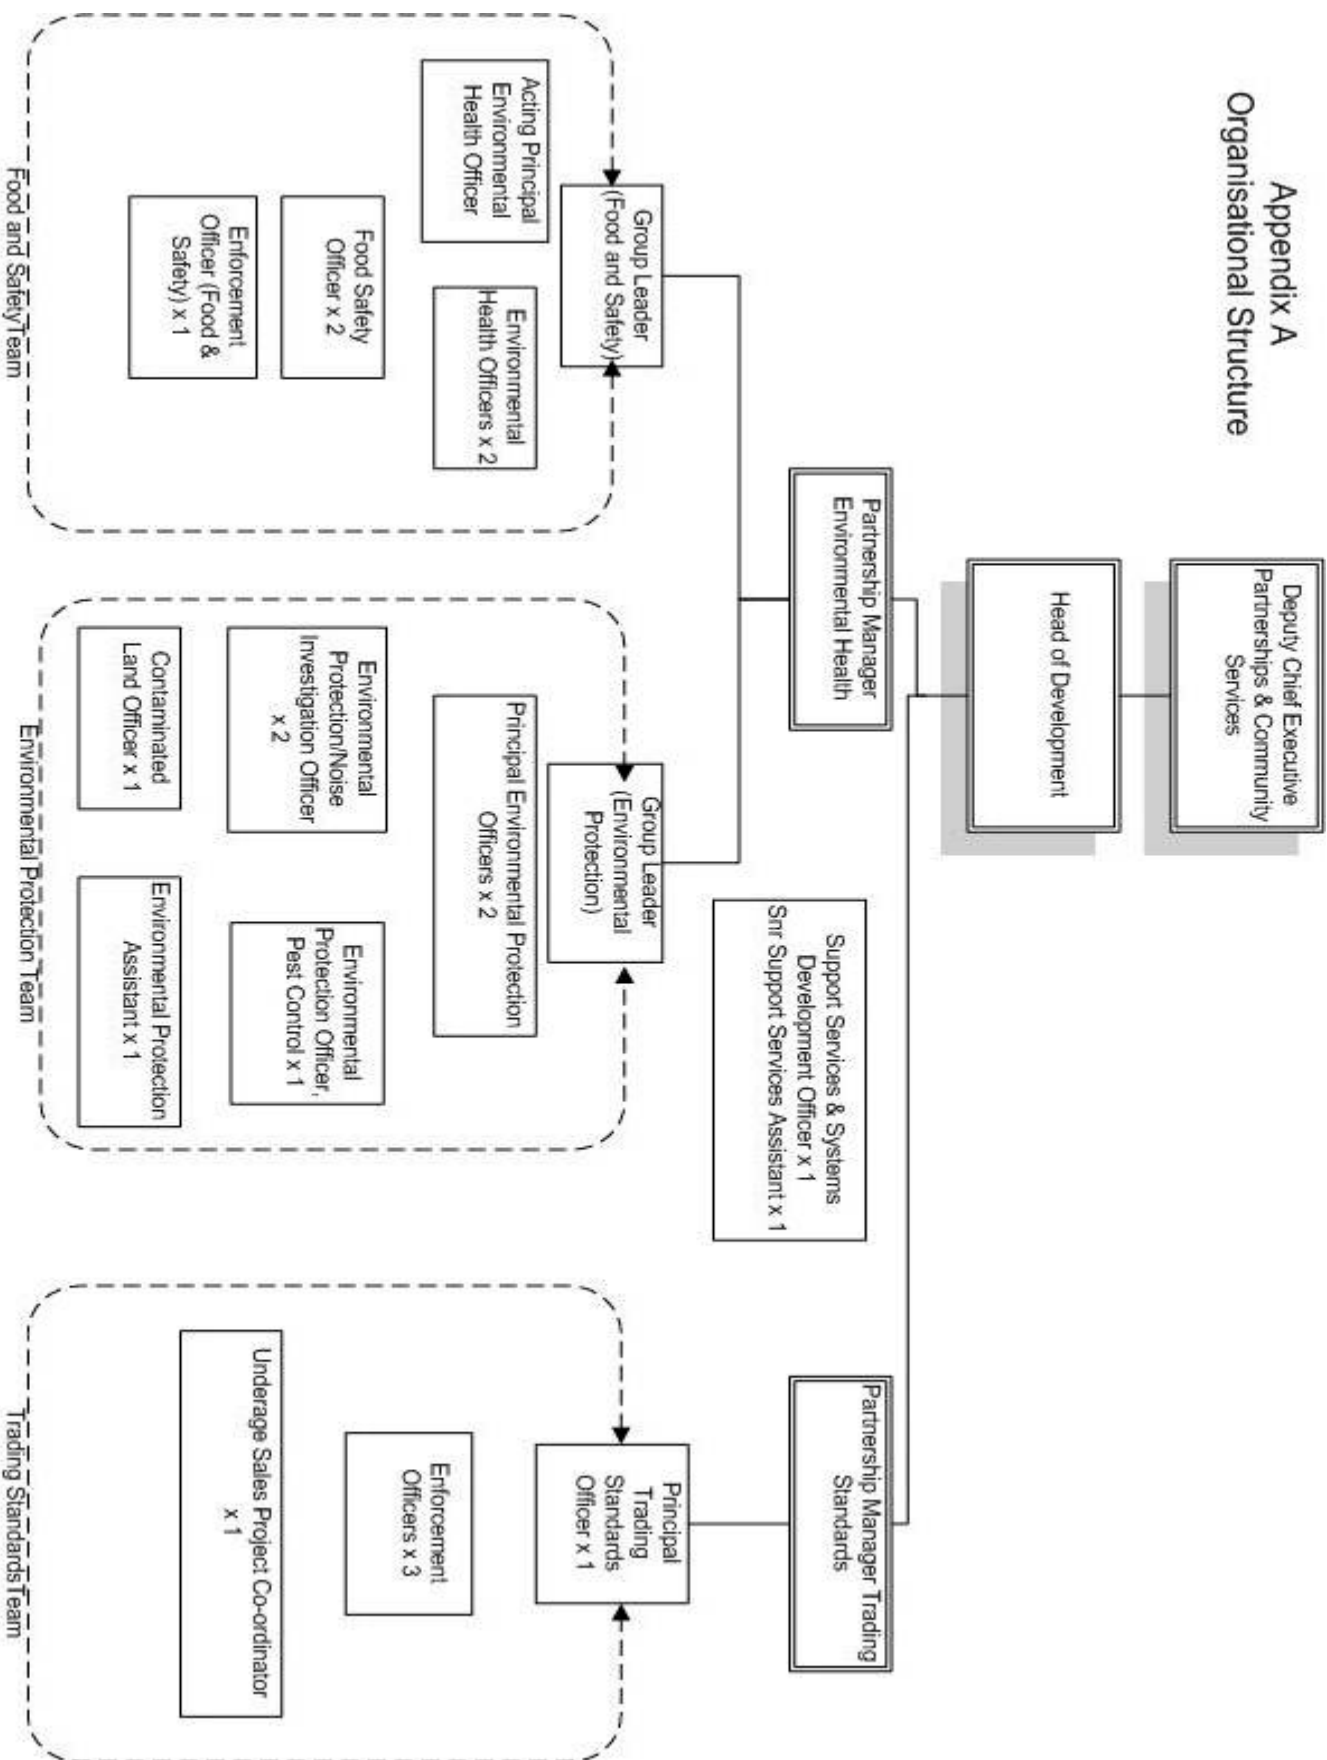 Appendix A
Organisational Structure
Deputy Chief Executive
Partnerships & Community
Services
Head of Development
Partnership Manager
Environmental Health
Partnership Manager Trading
Standards
Support Services & Systems
Development Officer x 1
Snr Support Services Assistant x 1
Group Leader
(Food and Safety)
Acting Principal
Environmental
Health Officer
Environmental
Health Officers x 2
Food Safety
Officer x 2
Enforcement
Officer (Food &
Safety) x 1
Food and SafetyTeam
Group Leader
(Environmental
Protection)
Principal Environmental Protection
Officers x 2
Environmental
Protection/Noise
Investigation Officer
x 2
Environmental
Protection Officer,
Pest Control x 1
Contaminated
Land Officer x 1
Environmental Protection
Assistant x 1
Environmental Protection Team
Principal
Trading
Standards
Officer x 1
Enforcement
Officers x 3
Underage Sales Project Co-ordinator
x 1
Trading StandardsTeam